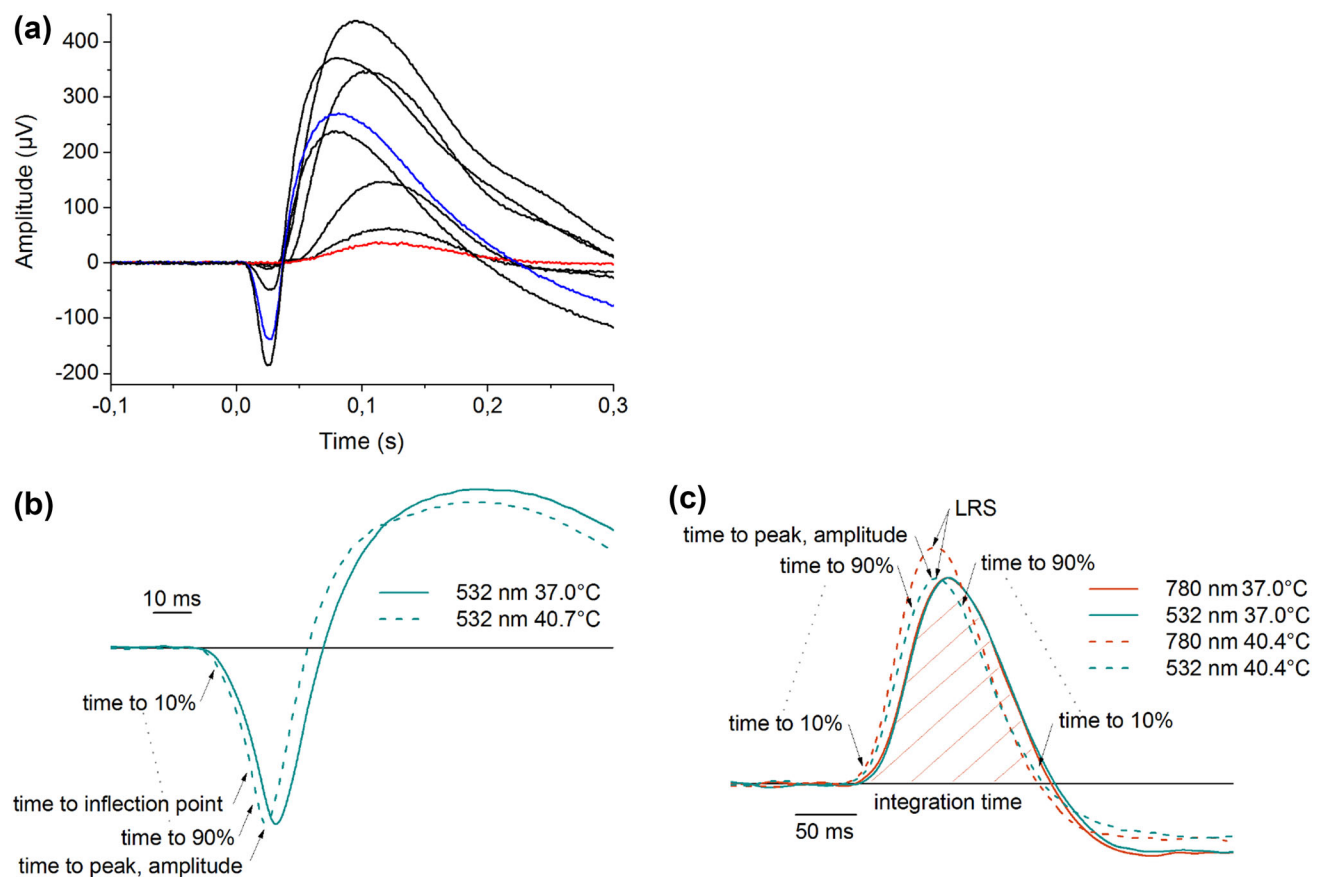 (a)
Amplitude (µV)
400
300
200
100
0
-100
-200
-0,1
0,0
0,1
0,2
0,3
Time (s)
(b)
10 ms
532 nm 37.0°C
532 nm 40.7°C
time to 10%
time to inflection point
time to 90%
time to peak, amplitude
(c)
LRS
time to peak, amplitude
time to 90%
time to 90%
780 nm 37.0°C
532 nm 37.0°C
780 nm 40.4°C
532 nm 40.4°C
time to 10%
time to 10%
integration time
50 ms